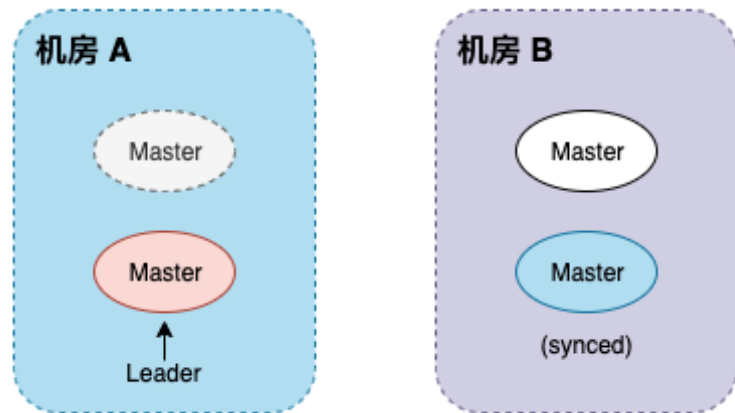 机房 A
Master
Master
Leader
机房 B
Master
Master
(synced)